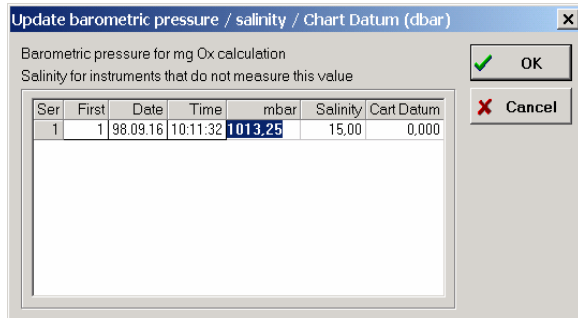 Update barometric pressure / salinity / Chart Datum (dbar)
Barometric pressure for mg Ox calculation
Salinity for instruments that do not measure this value
OK
Cancel
Ser First Date Time mbar Salinity Cart Datum
1 1 98.09.16 10:11:32 1013,25 15,00 0,000